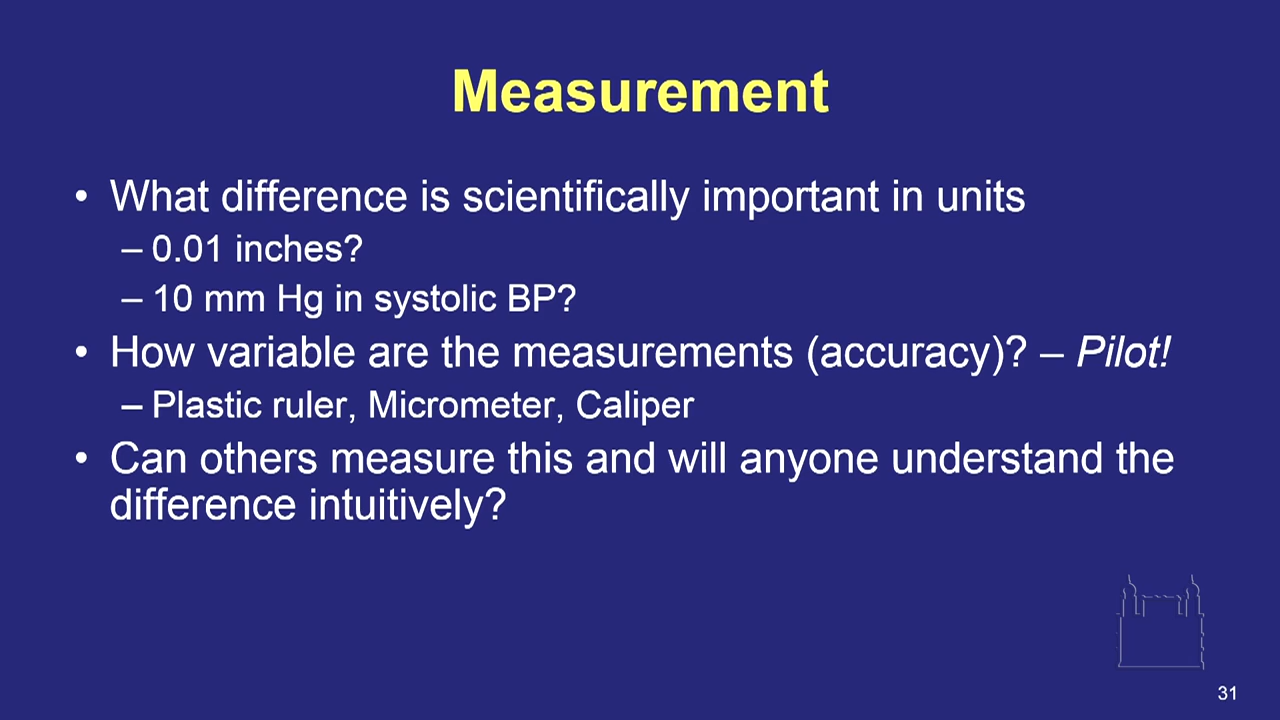 Measurement
• What difference is scientifically important in units
– 0.01 inches?
– 10 mm Hg in systolic BP?
• How variable are the measurements (accuracy)? – Pilot!
– Plastic ruler, Micrometer, Caliper
• Can others measure this and will anyone understand the
difference intuitively?
31